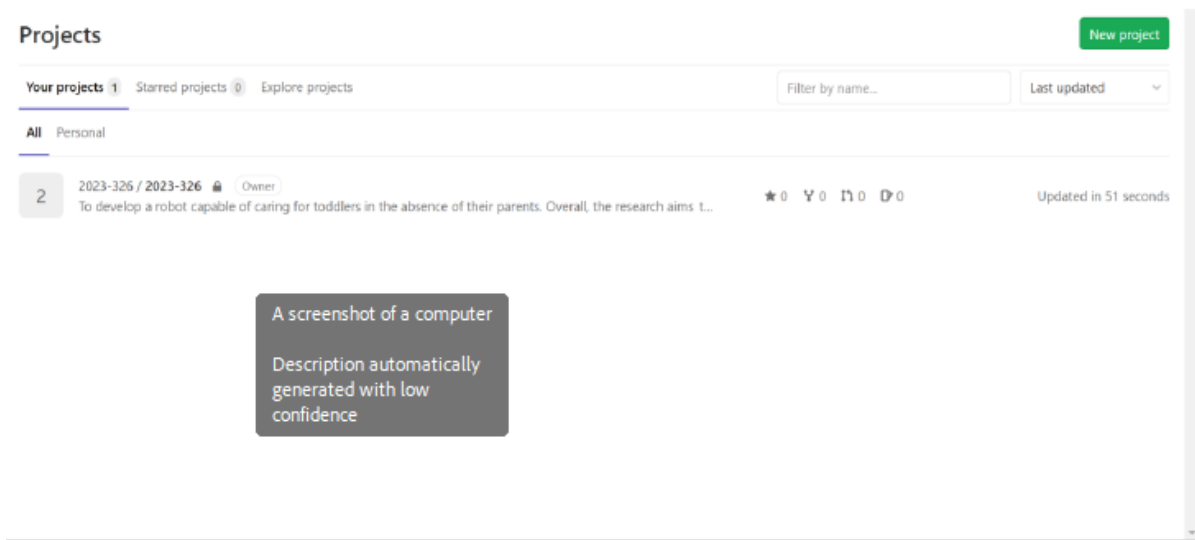 Projects
New project
Your projects 1 Starred projects 0 Explore projects
Filter by name...
Last updated
All Personal
2
2023-326 / 2023-326 Owner
To develop a robot capable of caring for toddlers in the absence of their parents. Overall, the research aims t...
0 0 0 0
Updated in 51 seconds
A screenshot of a computer
Description automatically
generated with low
confidence